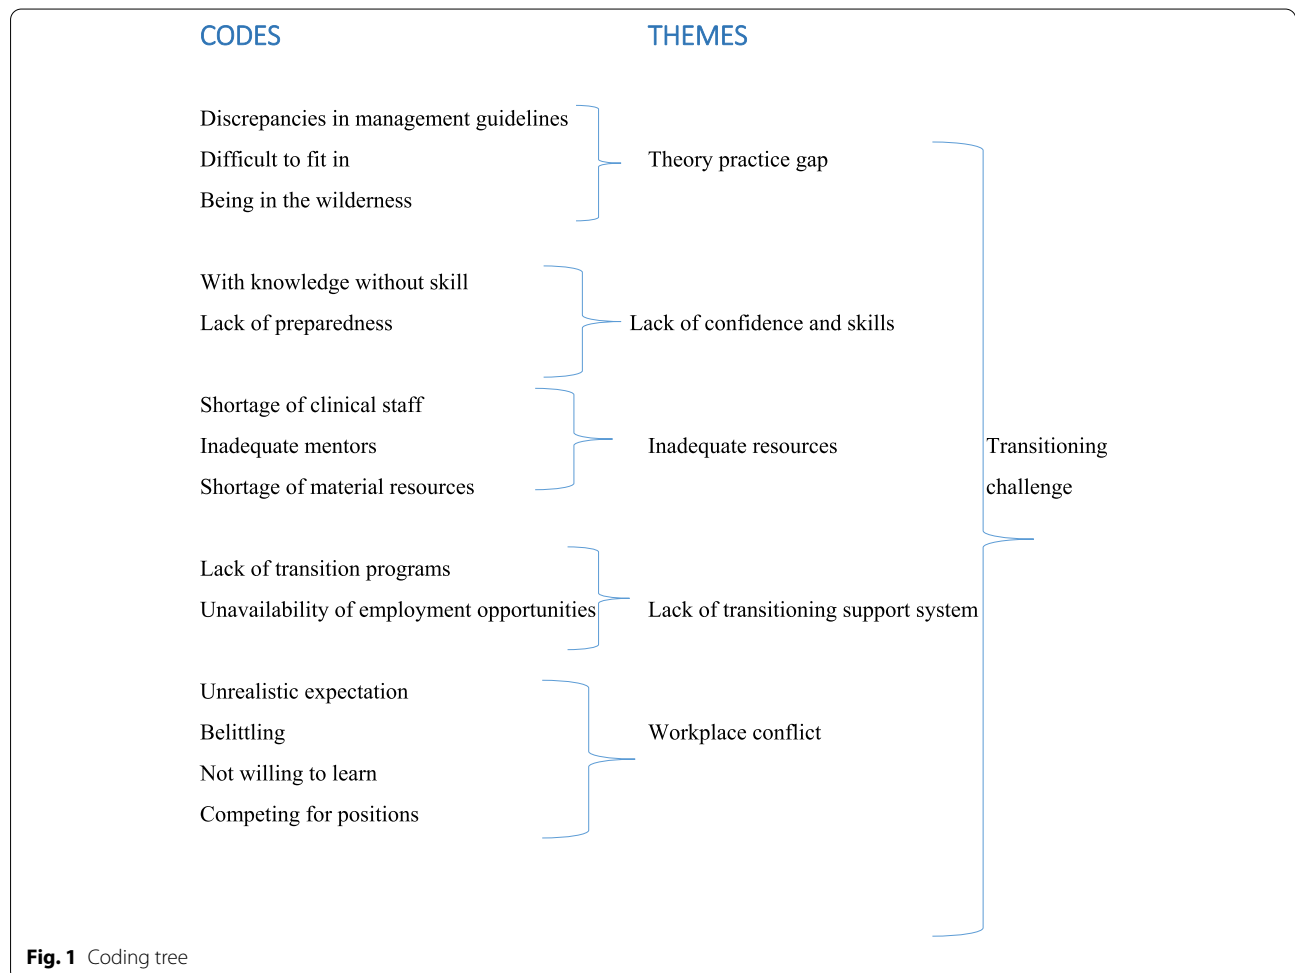 CODES THEMES
Discrepancies in management guidelines
Difficult to fit in Theory practice gap
Being in the wilderness
With knowledge without skill
Lack of preparedness Lack of confidence and skills
Shortage of clinical staff
Inadequate mentors Inadequate resources Transitioning
Shortage of material resources challenge
Lack of transition programs
Unavailability of employment opportunities Lack of transitioning support system
Unrealistic expectation
Belittling Workplace conflict
Not willing to learn
Competing for positions
Fig. 1 Coding tree